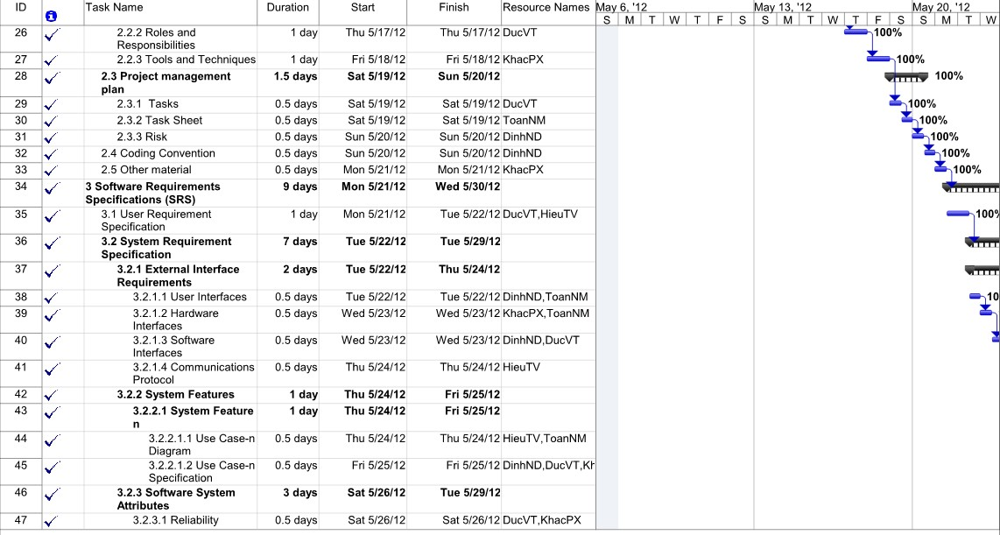 ID Task Name Duration Start Finish Resource Names May 6, '12 May 13, '12 May 20, '12
S M T W T F S S M T W T F S S M T W
26 2.2.2 Roles and Responsibilities 1 day Thu 5/17/12 Thu 5/17/12 DucVT 100%
27 2.2.3 Tools and Techniques 1 day Fri 5/18/12 Fri 5/18/12 KhacPX 100%
28 2.3 Project management plan 1.5 days Sat 5/19/12 Sun 5/20/12 100%
29 2.3.1 Tasks 0.5 days Sat 5/19/12 Sat 5/19/12 DucVT 100%
30 2.3.2 Task Sheet 0.5 days Sat 5/19/12 Sat 5/19/12 ToanNM 100%
31 2.3.3 Risk 0.5 days Sun 5/20/12 Sun 5/20/12 DinhND 100%
32 2.4 Coding Convention 0.5 days Sun 5/20/12 Sun 5/20/12 DinhND 100%
33 2.5 Other material 0.5 days Mon 5/21/12 Mon 5/21/12 KhacPX 100%
34 3 Software Requirements Specifications (SRS) 9 days Mon 5/21/12 Wed 5/30/12
35 3.1 User Requirement Specification 1 day Mon 5/21/12 Tue 5/22/12 DucVT,HieuTV 100%
36 3.2 System Requirement Specification 7 days Tue 5/22/12 Tue 5/29/12
37 3.2.1 External Interface Requirements 2 days Tue 5/22/12 Thu 5/24/12
38 3.2.1.1 User Interfaces 0.5 days Tue 5/22/12 Tue 5/22/12 DinhND,ToanNM 10
39 3.2.1.2 Hardware Interfaces 0.5 days Wed 5/23/12 Wed 5/23/12 KhacPX,ToanNM
40 3.2.1.3 Software Interfaces 0.5 days Wed 5/23/12 Wed 5/23/12 DinhND,DucVT
41 3.2.1.4 Communications Protocol 0.5 days Thu 5/24/12 Thu 5/24/12 HieuTV
42 3.2.2 System Features 1 day Thu 5/24/12 Fri 5/25/12
43 3.2.2.1 System Feature n 1 day Thu 5/24/12 Fri 5/25/12
44 3.2.2.1.1 Use Case-n Diagram 0.5 days Thu 5/24/12 Thu 5/24/12 HieuTV,ToanNM
45 3.2.2.1.2 Use Case-n Specification 0.5 days Fri 5/25/12 Fri 5/25/12 DinhND,DucVT,Kh
46 3.2.3 Software System Attributes 3 days Sat 5/26/12 Tue 5/29/12
47 3.2.3.1 Reliability 0.5 days Sat 5/26/12 Sat 5/26/12 DucVT,KhacPX